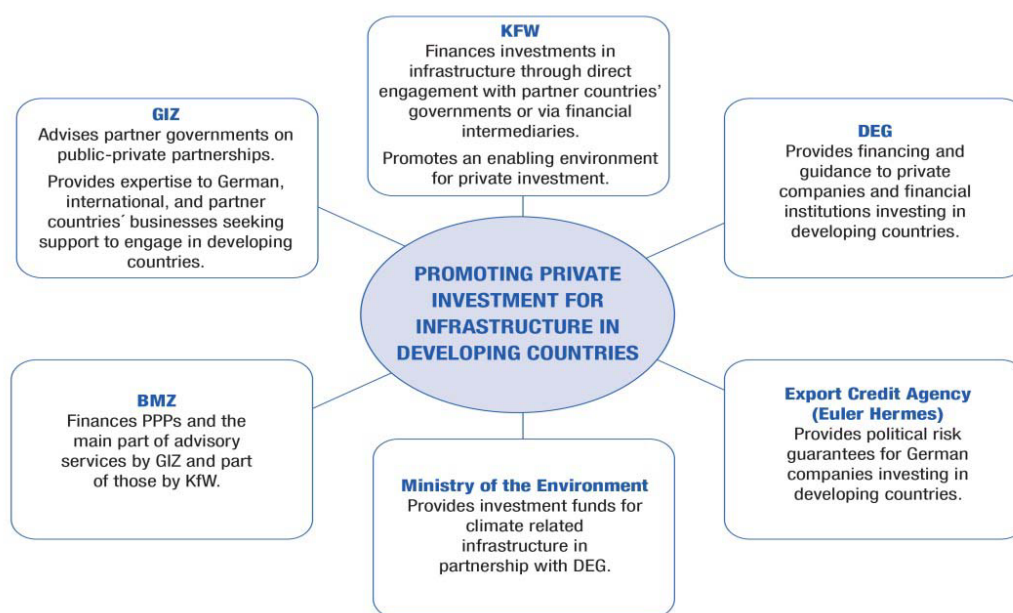 KFW
Finances investments in
infrastructure through direct
engagement with partner countries’
governments or via financial
intermediaries.
Promotes an enabling environment
for private investment.
GIZ
Advises partner governments on
public-private partnerships.
Provides expertise to German,
international, and partner
countries´ businesses seeking
support to engage in developing
countries.
DEG
Provides financing and
guidance to private
companies and financial
institutions investing in
developing countries.
PROMOTING PRIVATE
INVESTMENT FOR
INFRASTRUCTURE IN
DEVELOPING COUNTRIES
BMZ
Finances PPPs and the
main part of advisory
services by GIZ and part
of those by KfW.
Ministry of the Environment
Provides investment funds for
climate related
infrastructure in
partnership with DEG.
Export Credit Agency
(Euler Hermes)
Provides political risk
guarantees for German
companies investing in
developing countries.